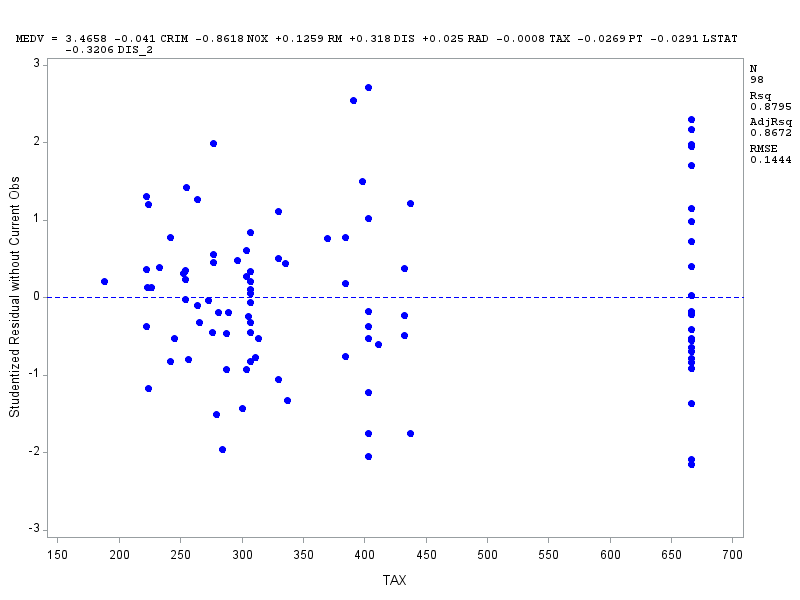 MEDV = 3.4658 -0.041 CRIM -0.8618 NOX +0.1259 RM +0.318 DIS +0.025 RAD -0.0008 TAX -0.0269 PT -0.0291 LSTAT
-0.3206 DIS_2
N
98
Rsq
0.8795
AdjRsq
0.8672
RMSE
0.1444
Studentized Residual without Current Obs
3
2
1
0
-1
-2
-3
150 200 250 300 350 400 450 500 550 600 650 700
TAX